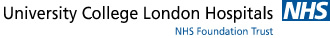 University College London Hospitals NHS
NHS Foundation Trust